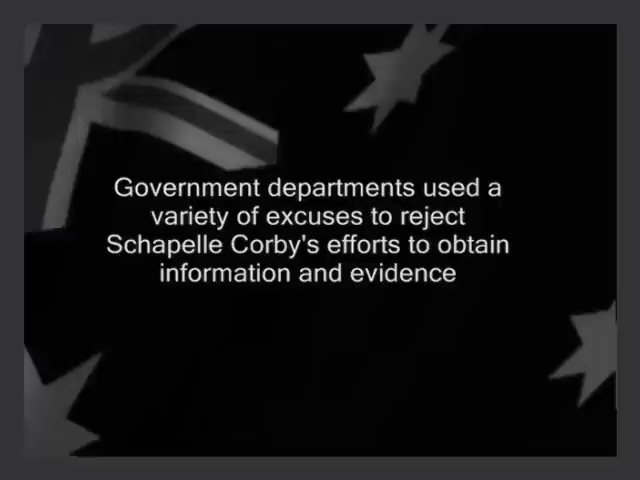 Government departments used a
variety of excuses to reject
Schapelle Corby's efforts to obtain
information and evidence